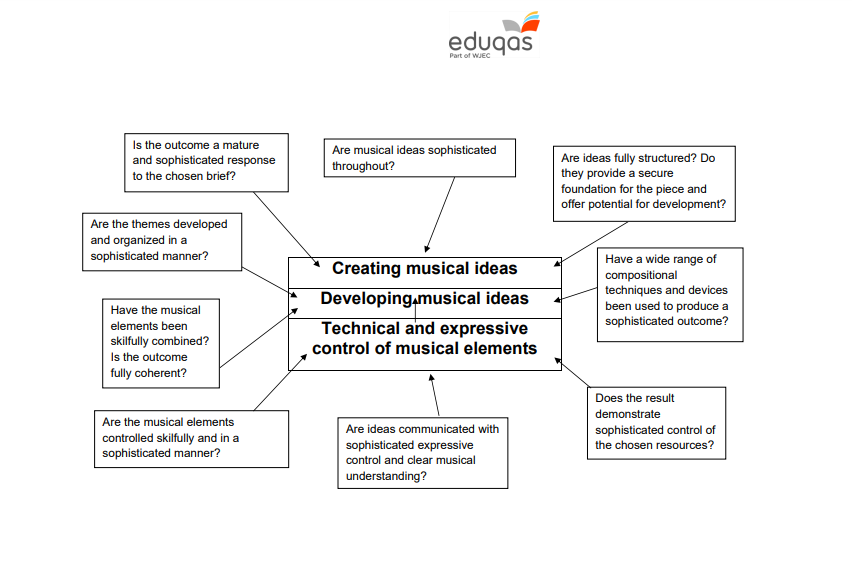 eduqas
Part of WJEC
Is the outcome a mature
and sophisticated response
to the chosen brief?
Are musical ideas sophisticated
throughout?
Are ideas fully structured? Do
they provide a secure
foundation for the piece and
offer potential for development?
Are the themes developed
and organized in a
sophisticated manner?
Creating musical ideas
Developing musical ideas
Technical and expressive
control of musical elements
Have a wide range of
compositional
techniques and devices
been used to produce a
sophisticated outcome?
Have the musical
elements been
skilfully combined?
Is the outcome
fully coherent?
Are the musical elements
controlled skilfully and in a
sophisticated manner?
Are ideas communicated with
sophisticated expressive
control and clear musical
understanding?
Does the result
demonstrate
sophisticated control of
the chosen resources?